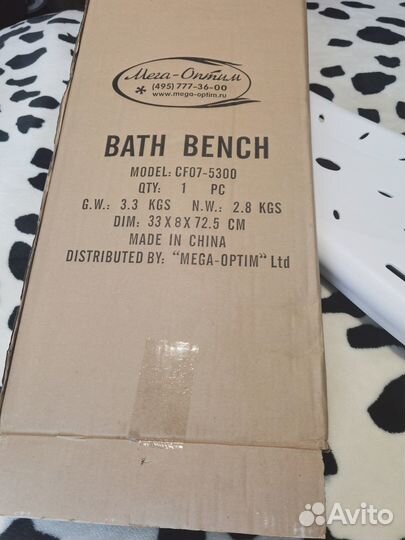 Мега-Оптим
(495) 777-36-00
www.mega-optim.ru
BATH BENCH
MODEL: CF07-5300
QTY: 1 PC
G.W.: 3.3 KGS N.W.: 2.8 KGS
DIM: 33 X 8 X 72.5 CM
MADE IN CHINA
DISTRIBUTED BY: "MEGA-OPTIM" Ltd
Avito